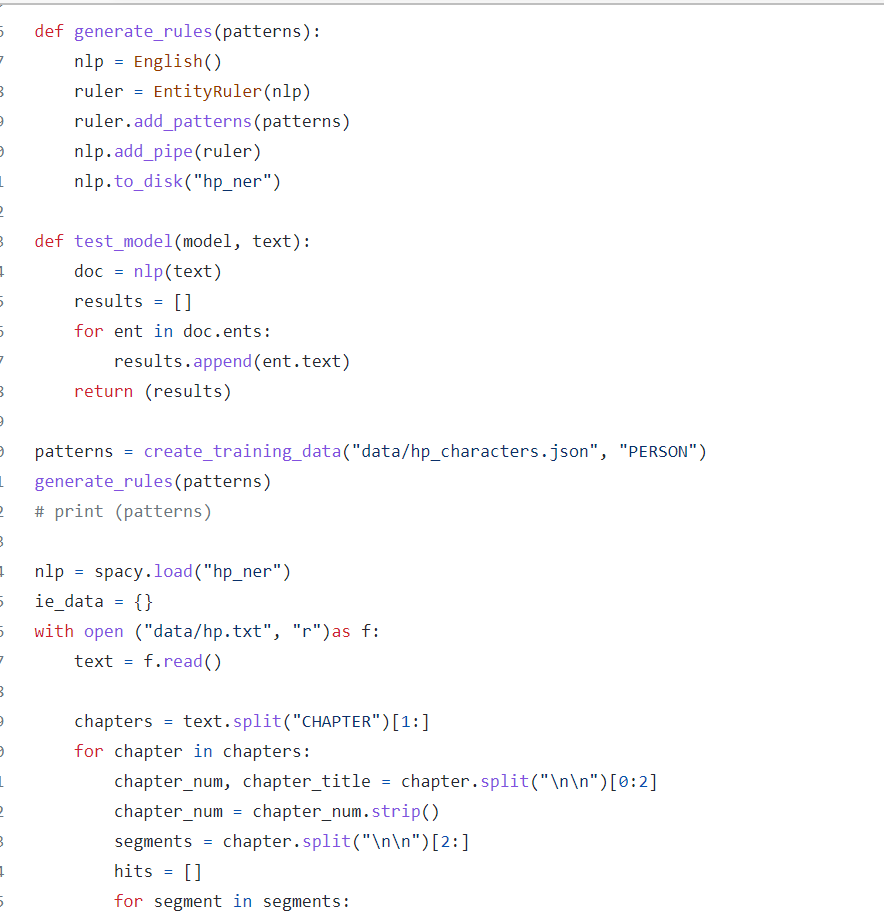 def generate_rules(patterns):
    nlp = English()
    ruler = EntityRuler(nlp)
    ruler.add_patterns(patterns)
    nlp.add_pipe(ruler)
    nlp.to_disk("hp_ner")

def test_model(model, text):
    doc = nlp(text)
    results = []
    for ent in doc.ents:
        results.append(ent.text)
    return (results)

patterns = create_training_data("data/hp_characters.json", "PERSON")
generate_rules(patterns)
# print (patterns)

nlp = spacy.load("hp_ner")
ie_data = {}
with open ("data/hp.txt", "r")as f:
    text = f.read()

    chapters = text.split("CHAPTER")[1:]
    for chapter in chapters:
        chapter_num, chapter_title = chapter.split("\n\n")[0:2]
        chapter_num = chapter_num.strip()
        segments = chapter.split("\n\n")[2:]
        hits = []
        for segment in segments: